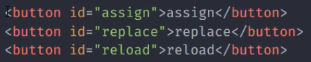 <button id="assign">assign</button>
<button id="replace">replace</button>
<button id="reload">reload</button>